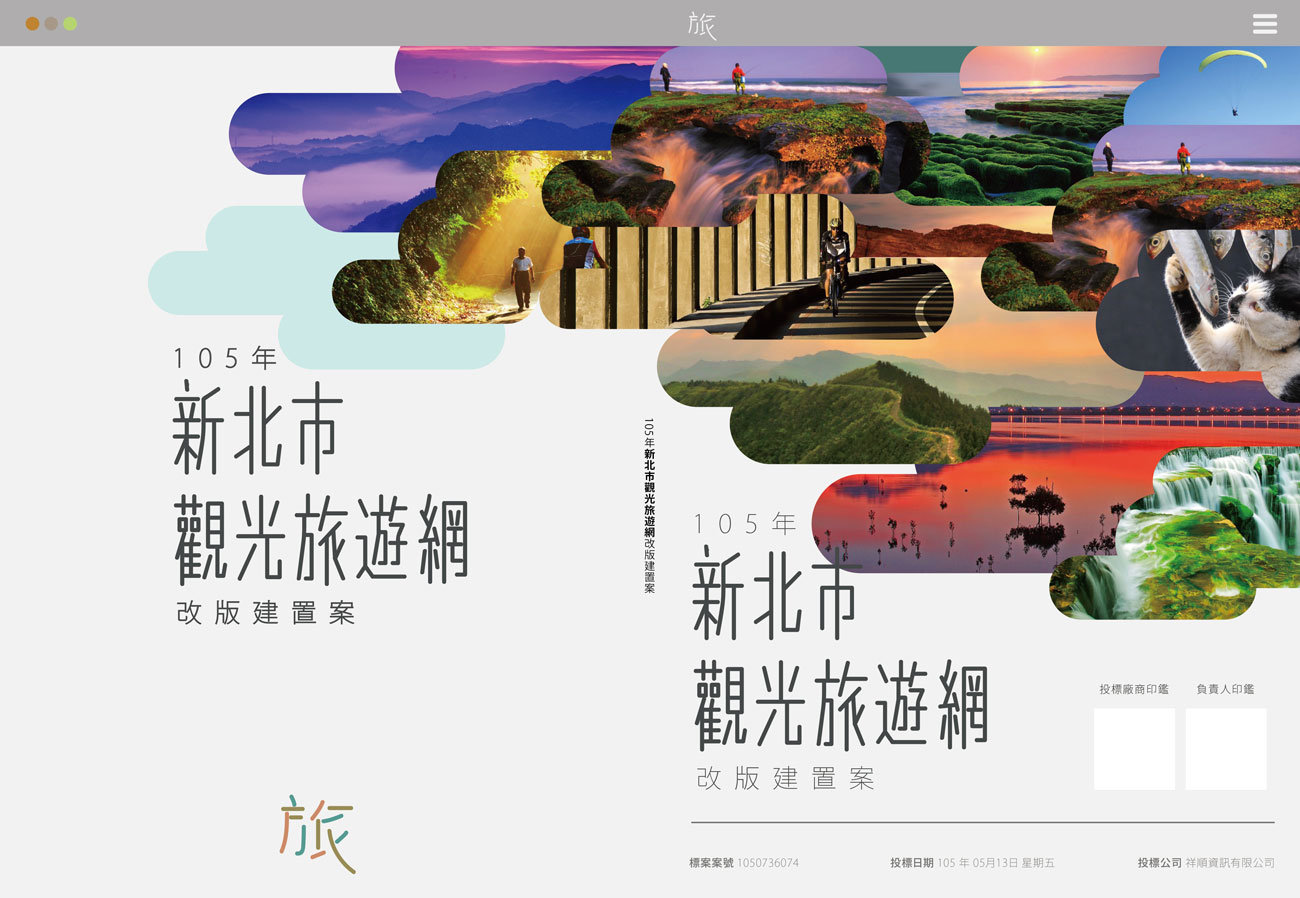 旅
105年
新北市
觀光旅遊網
改版建置案
旅
105年新北市觀光旅遊網改版建置案
105年
新北市
觀光旅遊網
改版建置案
投標廠商印鑑 負責人印鑑
標案案號 1050736074 投標日期 105 年 05月13日 星期五 投標公司 祥順資訊有限公司